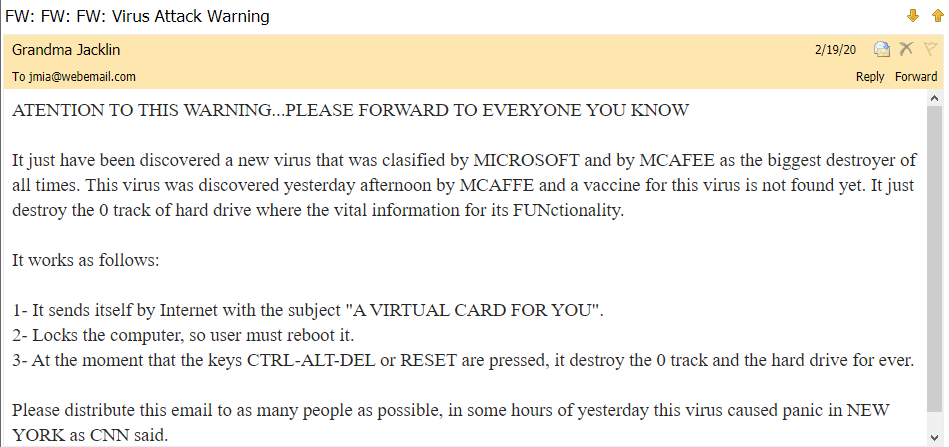 FW: FW: FW: Virus Attack Warning
Grandma Jacklin
2/19/20
To jmia@webemail.com
Reply Forward
ATENTION TO THIS WARNING...PLEASE FORWARD TO EVERYONE YOU KNOW
It just have been discovered a new virus that was clasified by MICROSOFT and by MCAFEE as the biggest destroyer of
all times. This virus was discovered yesterday afternoon by MCAFFE and a vaccine for this virus is not found yet. It just
destroy the 0 track of hard drive where the vital information for its FUNctionality.
It works as follows:
1- It sends itself by Internet with the subject "A VIRTUAL CARD FOR YOU".
2- Locks the computer, so user must reboot it.
3- At the moment that the keys CTRL-ALT-DEL or RESET are pressed, it destroy the 0 track and the hard drive for ever.
Please distribute this email to as many people as possible, in some hours of yesterday this virus caused panic in NEW
YORK as CNN said.